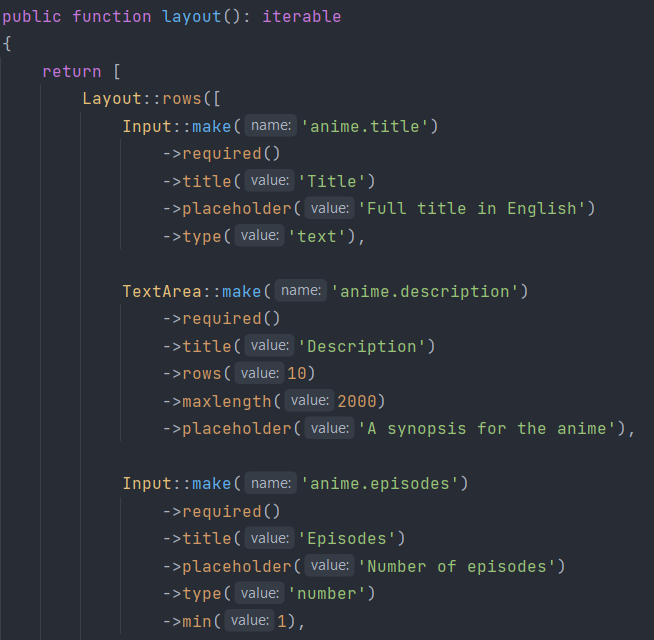 public function layout(): iterable
{
    return [
        Layout::rows([
            Input::make( name: 'anime.title')
                ->required()
                ->title( value: 'Title')
                ->placeholder( value: 'Full title in English')
                ->type( value: 'text'),

            TextArea::make( name: 'anime.description')
                ->required()
                ->title( value: 'Description')
                ->rows( value: 10)
                ->maxlength( value: 2000)
                ->placeholder( value: 'A synopsis for the anime'),

            Input::make( name: 'anime.episodes')
                ->required()
                ->title( value: 'Episodes')
                ->placeholder( value: 'Number of episodes')
                ->type( value: 'number')
                ->min( value: 1),